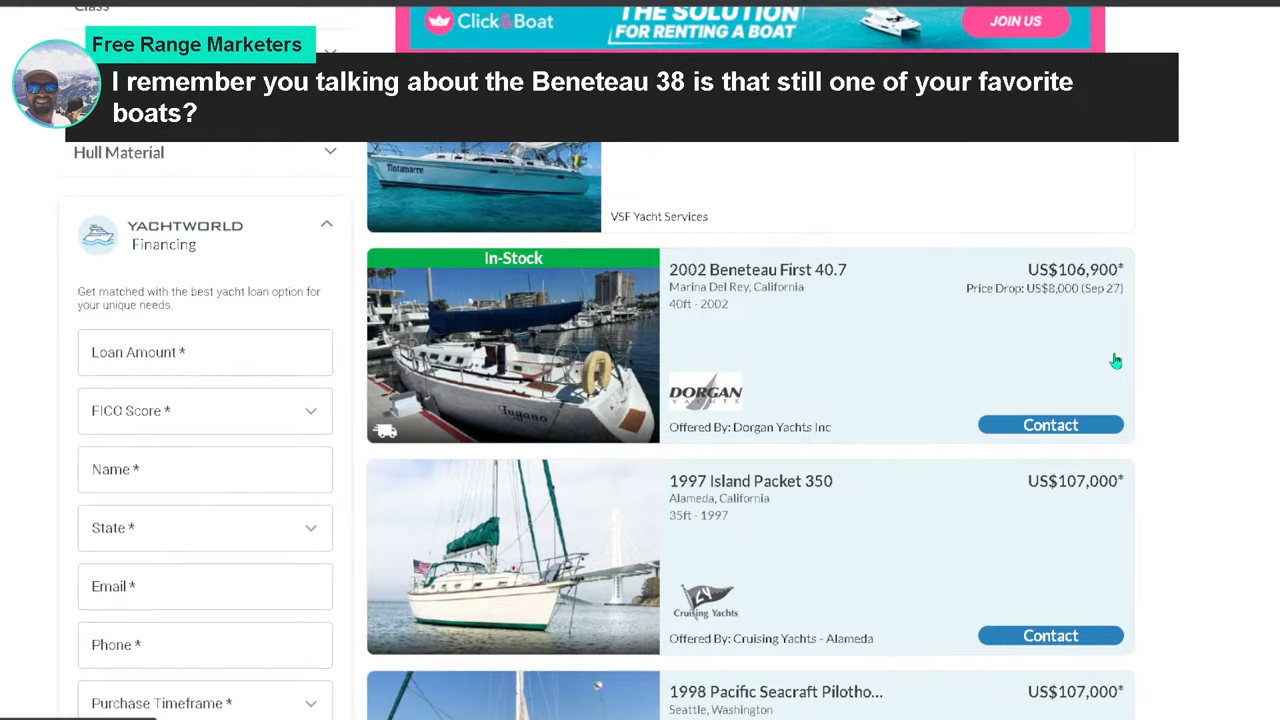 Class
Click&Boat
THE SOLUTION
FOR RENTING A BOAT
JOIN US
Free Range Marketers
I remember you talking about the Beneteau 38 is that still one of your favorite
boats?
Hull Material
Tintamarre
VSF Yacht Services
YACHTWORLD
Financing
Get matched with the best yacht loan option for
your unique needs.
Loan Amount *
FICO Score *
Name *
State *
Email *
Phone *
Purchase Timeframe *
In-Stock
Tugano
2002 Beneteau First 40.7
US$106,900*
Marina Del Rey, California
Price Drop: US$8,000 (Sep 27)
40ft - 2002
DORGAN
YACHTS
Offered By: Dorgan Yachts Inc
Contact
1997 Island Packet 350
US$107,000*
Alameda, California
35ft - 1997
Cruising Yachts
Offered By: Cruising Yachts - Alameda
Contact
1998 Pacific Seacraft Pilotho...
US$107,000*
Seattle, Washington